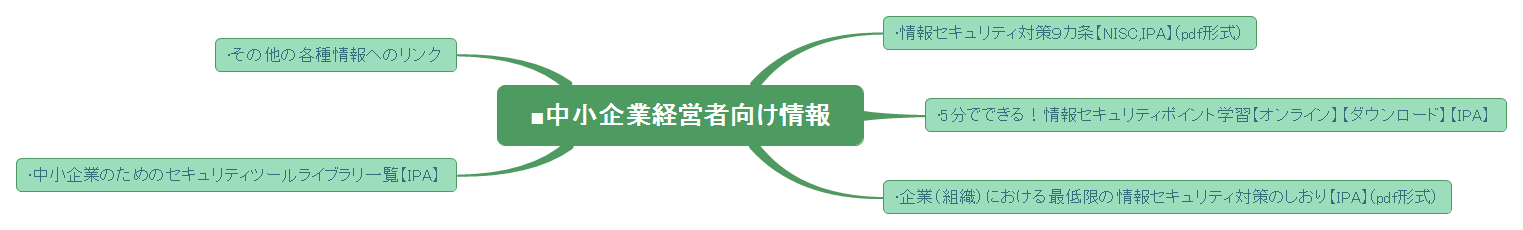 ■中小企業経営者向け情報
・情報セキュリティ対策9カ条【NISC,IPA】（pdf形式）
・5分でできる！情報セキュリティポイント学習【オンライン】【ダウンロード】【IPA】
・企業（組織）における最低限の情報セキュリティ対策のしおり【IPA】（pdf形式）
・その他の各種情報へのリンク
・中小企業のためのセキュリティツールライブラリ一覧【IPA】